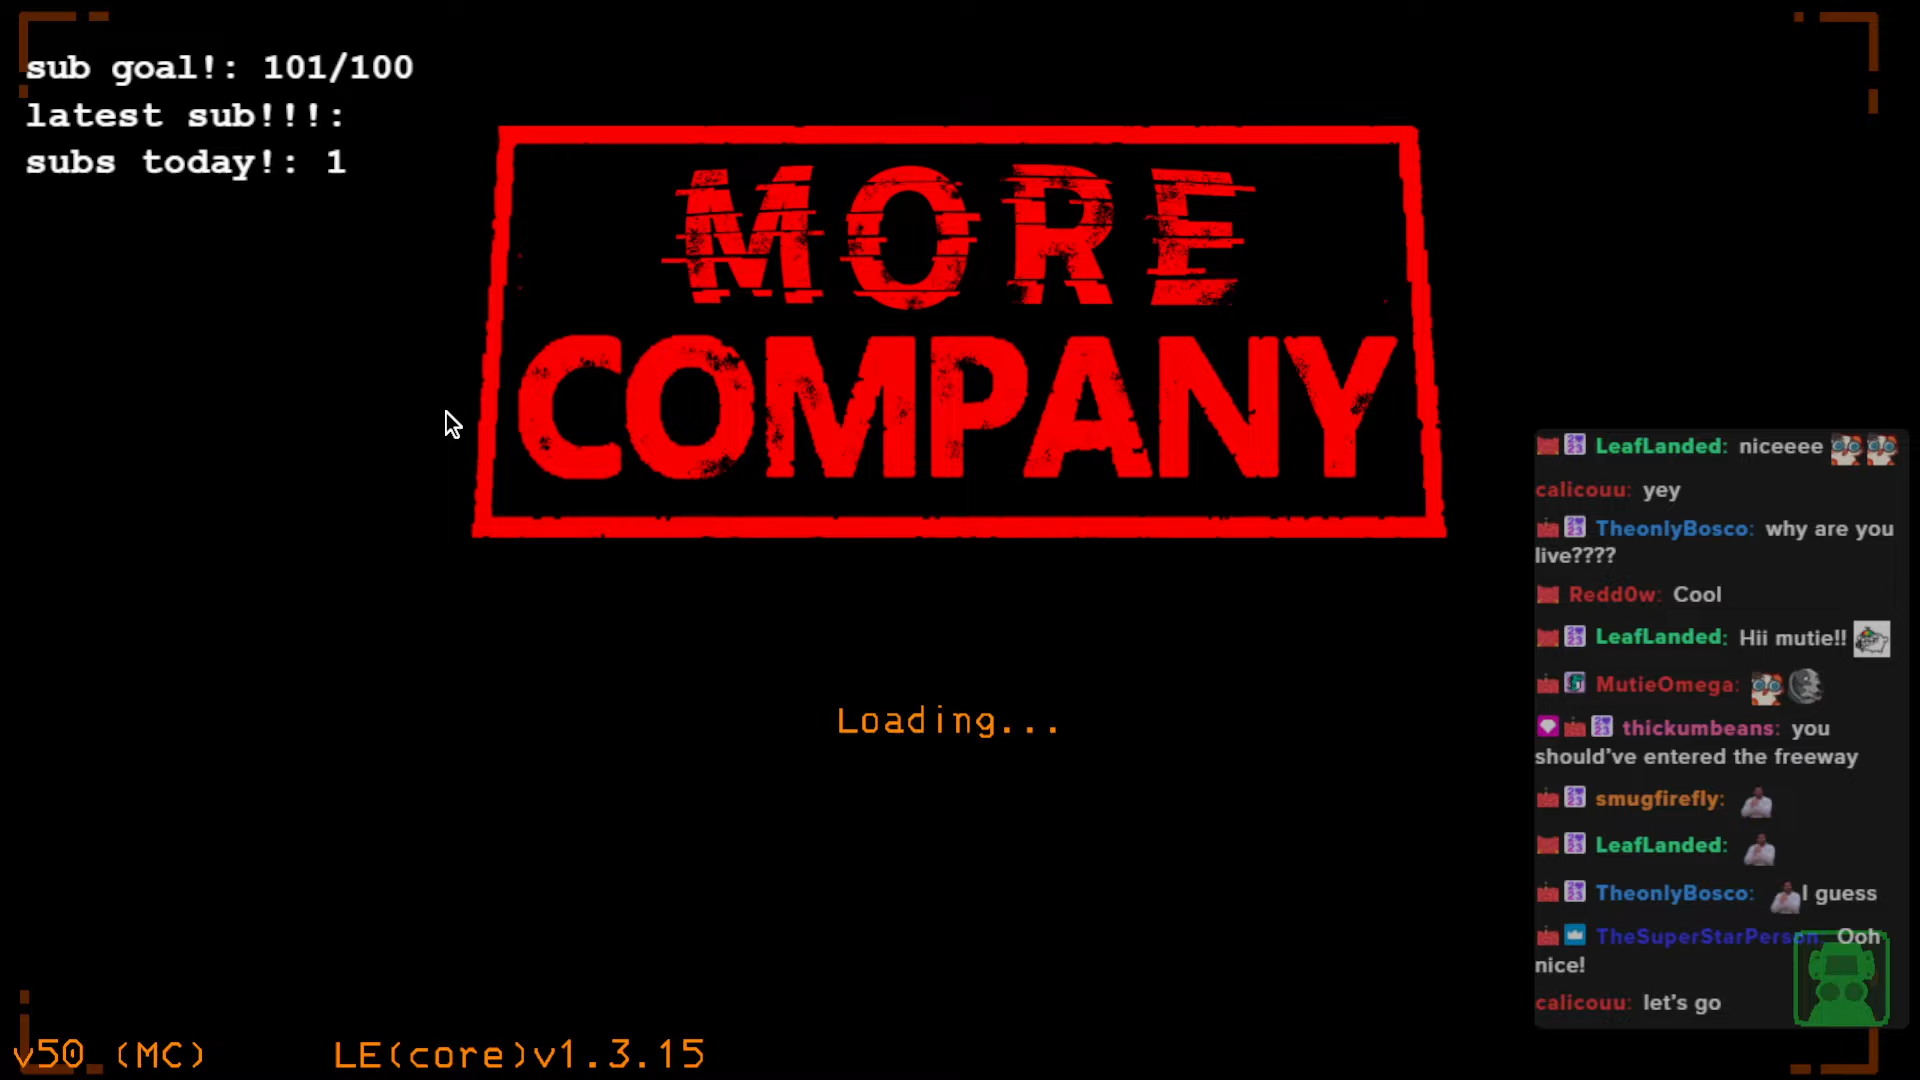 sub goal!: 101/100
latest sub!!!:
subs today!: 1
MORE
COMPANY
Loading...
LeafLanded: niceeee
calicouu: yey
TheonlyBosco: why are you
live????
Redd0w: Cool
LeafLanded: Hii mutie!!
MutieOmega:
thickumbeans: you
should've entered the freeway
smugfirefly:
LeafLanded:
TheonlyBosco: I guess
TheSuperStarPerson: Ooh
nice!
calicouu: let's go
v50 (MC)
LE(core)v1.3.15